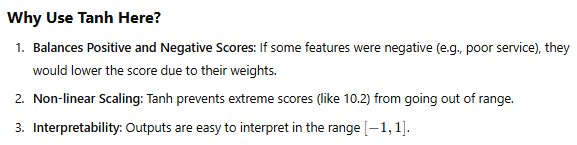 Why Use Tanh Here?
1. Balances Positive and Negative Scores: If some features were negative (e.g., poor service), they
would lower the score due to their weights.
2. Non-linear Scaling: Tanh prevents extreme scores (like 10.2) from going out of range.
3. Interpretability: Outputs are easy to interpret in the range [−1, 1].